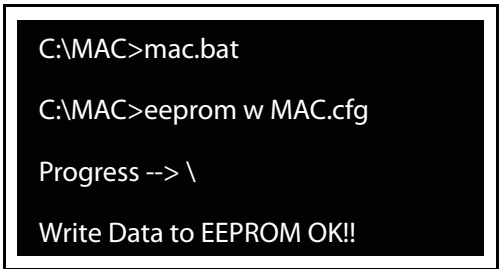 C:\MAC>mac.bat
C:\MAC>eeprom w MAC.cfg
Progress --> \
Write Data to EEPROM OK!!